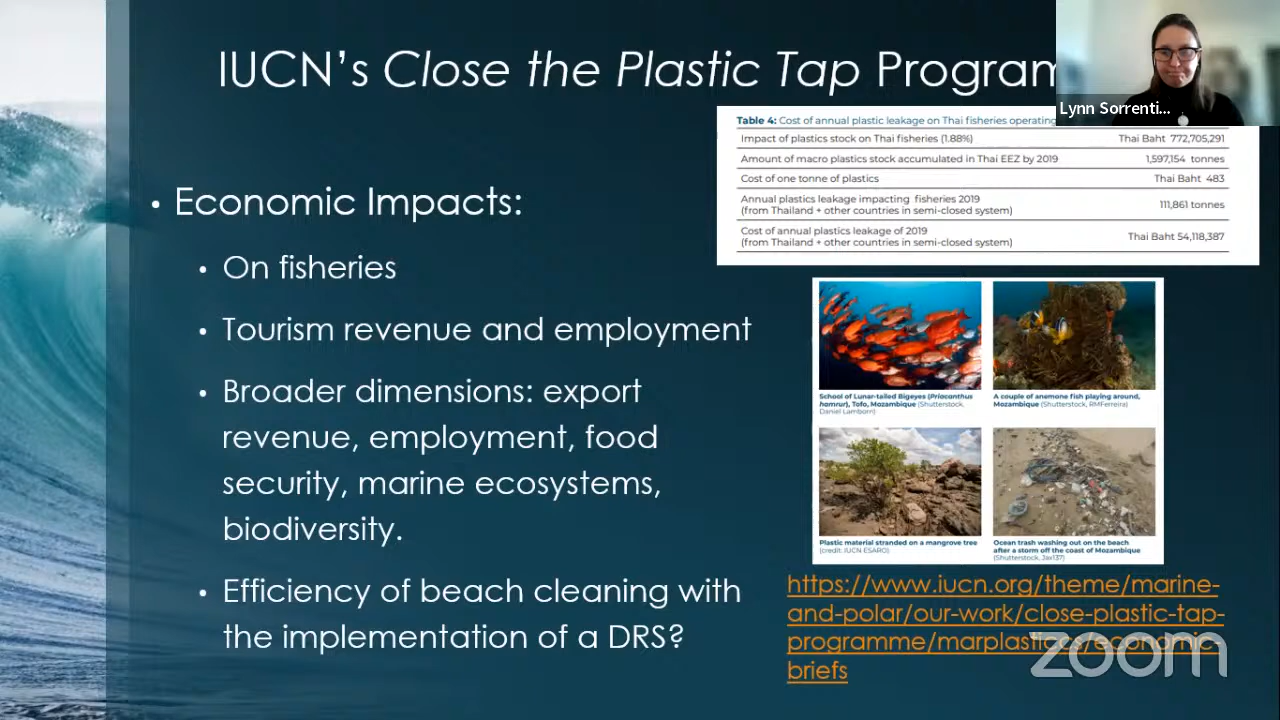 IUCN's Close the Plastic Tap Program
Lynn Sorrenti...
Table 4: Cost of annual plastic leakage on Thai fisheries operating
Impact of plastics stock on Thai fisheries (1.88%) Thai Baht 772,705,291
Amount of macro plastics stock accumulated in Thai EEZ by 2019 1,597,154 tonnes
Cost of one tonne of plastics Thai Baht 483
Annual plastics leakage impacting fisheries 2019
(from Thailand + other countries in semi-closed system) 111,861 tonnes
Cost of annual plastics leakage of 2019
(from Thailand + other countries in semi-closed system) Thai Baht 54,118,387
• Economic Impacts:
• On fisheries
• Tourism revenue and employment
• Broader dimensions: export
revenue, employment, food
security, marine ecosystems,
biodiversity.
• Efficiency of beach cleaning with
the implementation of a DRS?
School of Lunar-tailed Bigeyes (Priacanthus
hamrur), Tofo, Mozambique (Shutterstock,
Daniel Lamborn)
A couple of anemone fish playing around,
Mozambique (Shutterstock, RMFerreira)
Plastic material stranded on a mangrove tree
(credit: IUCN ESARO)
Ocean trash washing out on the beach
after a storm off the coast of Mozambique
(Shutterstock, Jax137)
https://www.iucn.org/theme/marine-
and-polar/our-work/close-plastic-tap-
programme/marplasticcs/economic-
briefs
zoom